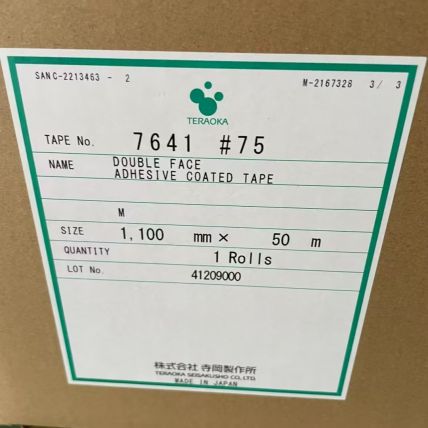 SANC-2213463 - 2
M-2167328 3/ 3
TERAOKA
TAPE No. 7641 #75
NAME DOUBLE FACE
ADHESIVE COATED TAPE
M
SIZE 1,100 mm × 50 m
QUANTITY 1 Rolls
LOT No. 41209000
株式会社 寺岡製作所
TERAOKA SEISAKUSHO CO., LTD.
MADE IN JAPAN